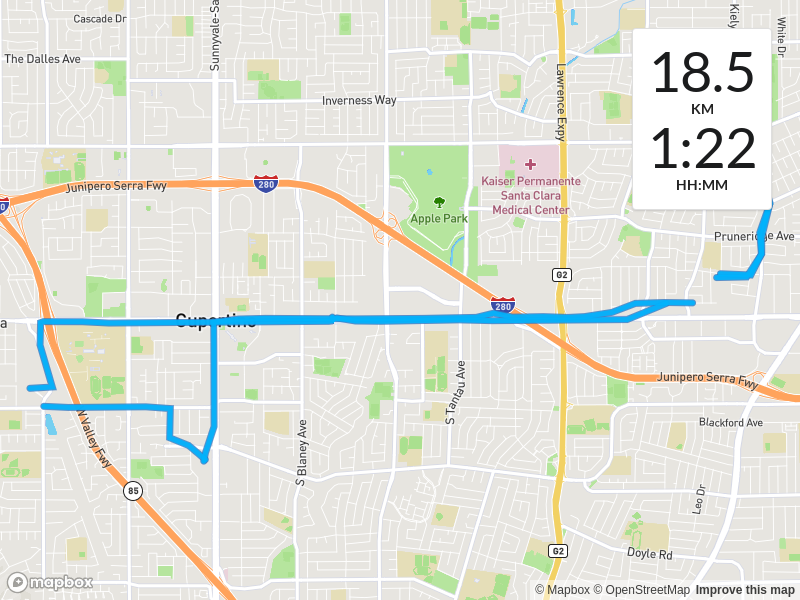 Cascade Dr
Sunnyvale-Sa
Kiely
White Dr
The Dalles Ave
Inverness Way
Lawrence Expy
18.5
KM
1:22
HH:MM
Kaiser Permanente
Santa Clara
Medical Center
Junipero Serra Fwy
280
0
Apple Park
Pruneridge Ave
G2
280
a
Cupertino
Junipero Serra Fwy
S Tantau Ave
S Blaney Ave
W Valley Fwy
Blackford Ave
85
Leo Dr
G2
Doyle Rd
mapbox
© Mapbox © OpenStreetMap Improve this map